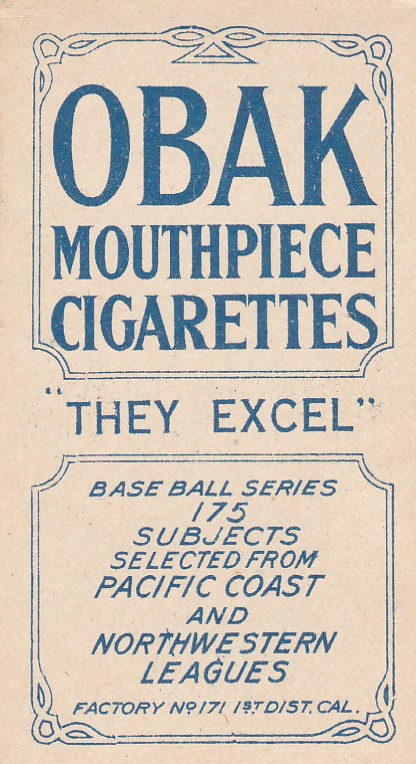 OBAK
MOUTHPIECE
CIGARETTES
"THEY EXCEL"
BASE BALL SERIES
175
SUBJECTS
SELECTED FROM
PACIFIC COAST
AND
NORTHWESTERN
LEAGUES
FACTORY No 171 1ST DIST. CAL.